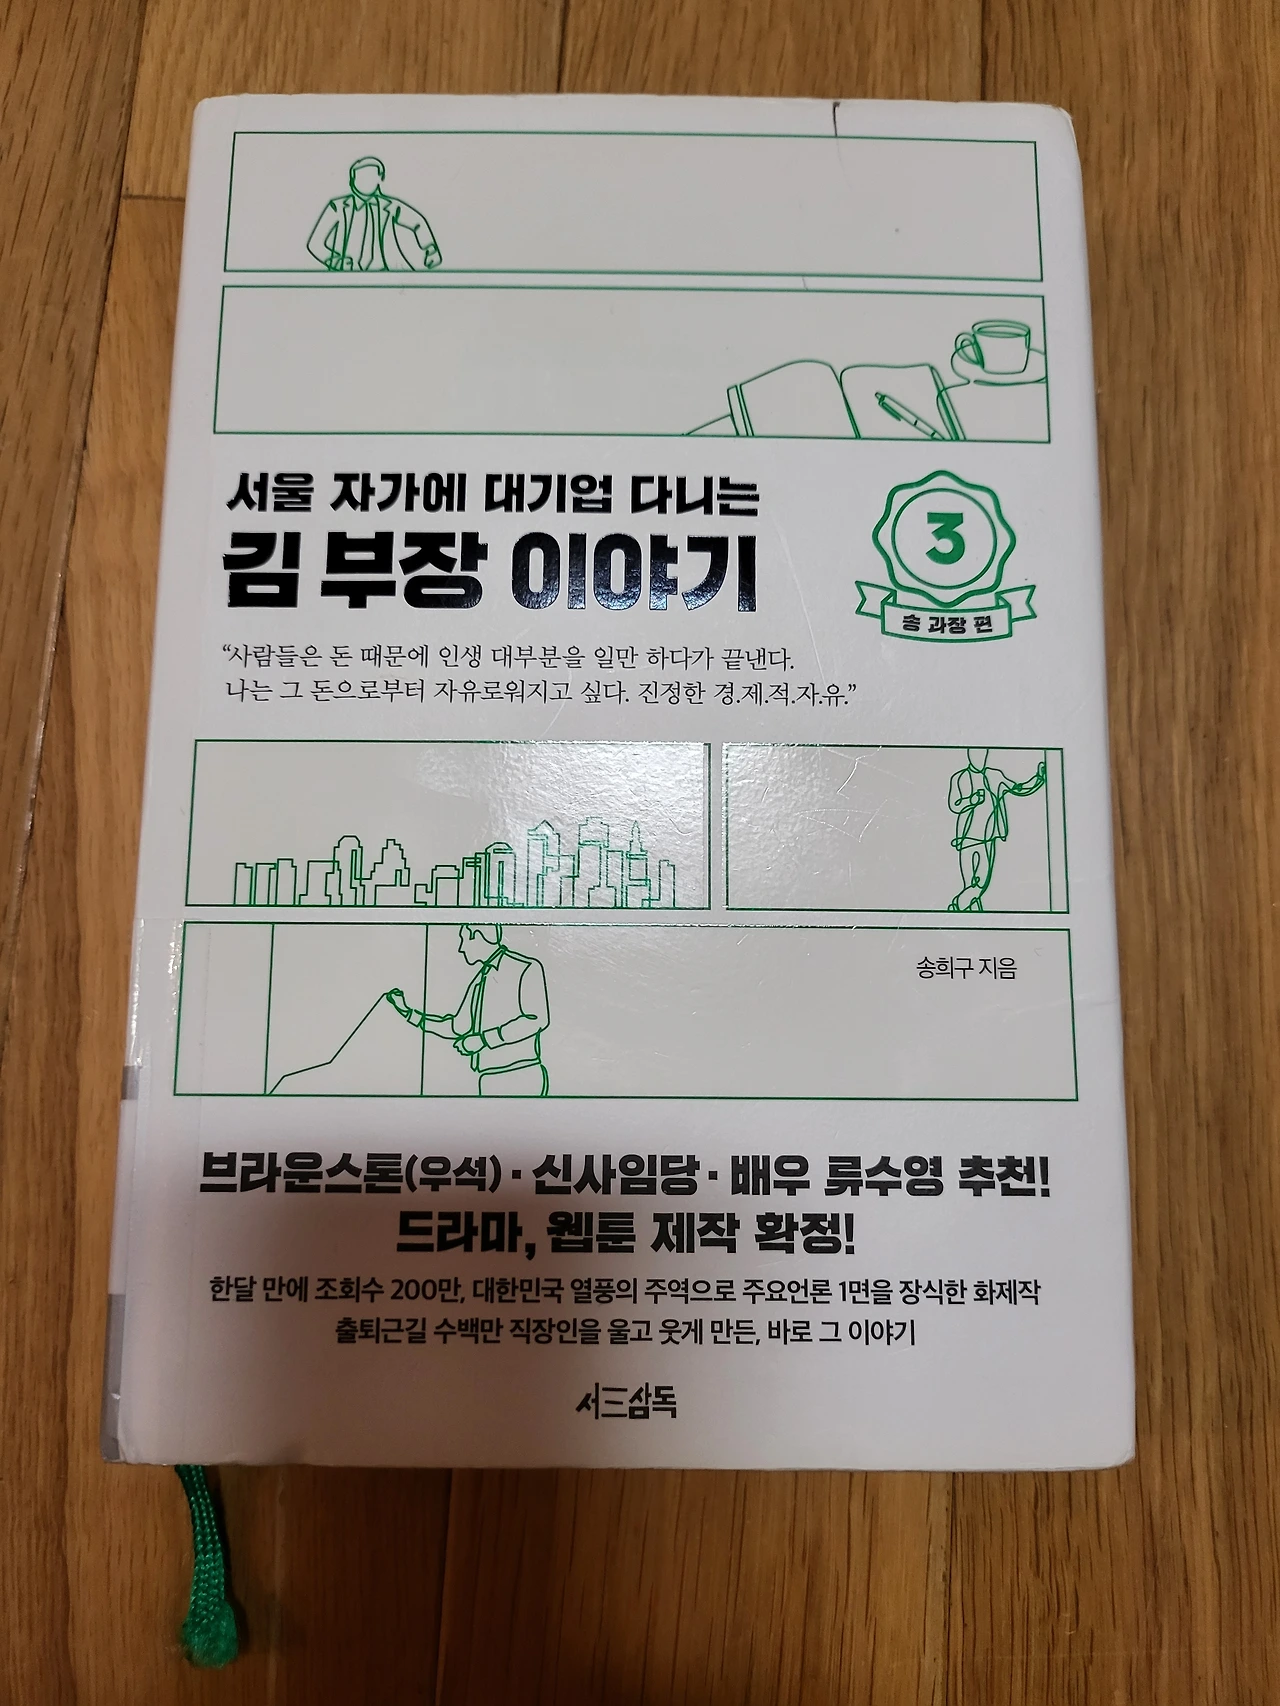 서울 자가에 대기업 다니는
김 부장 이야기
3
송 과장 편
“사람들은 돈 때문에 인생 대부분을 일만 하다가 끝낸다.
나는 그 돈으로부터 자유로워지고 싶다. 진정한 경.제.적.자.유.”
송희구 지음
브라운스톤(우석)·신사임당·배우 류수영 추천!
드라마, 웹툰 제작 확정!
한달 만에 조회수 200만, 대한민국 열풍의 주역으로 주요언론 1면을 장식한 화제작
출퇴근길 수백만 직장인을 울고 웃게 만든, 바로 그 이야기
서三삼독